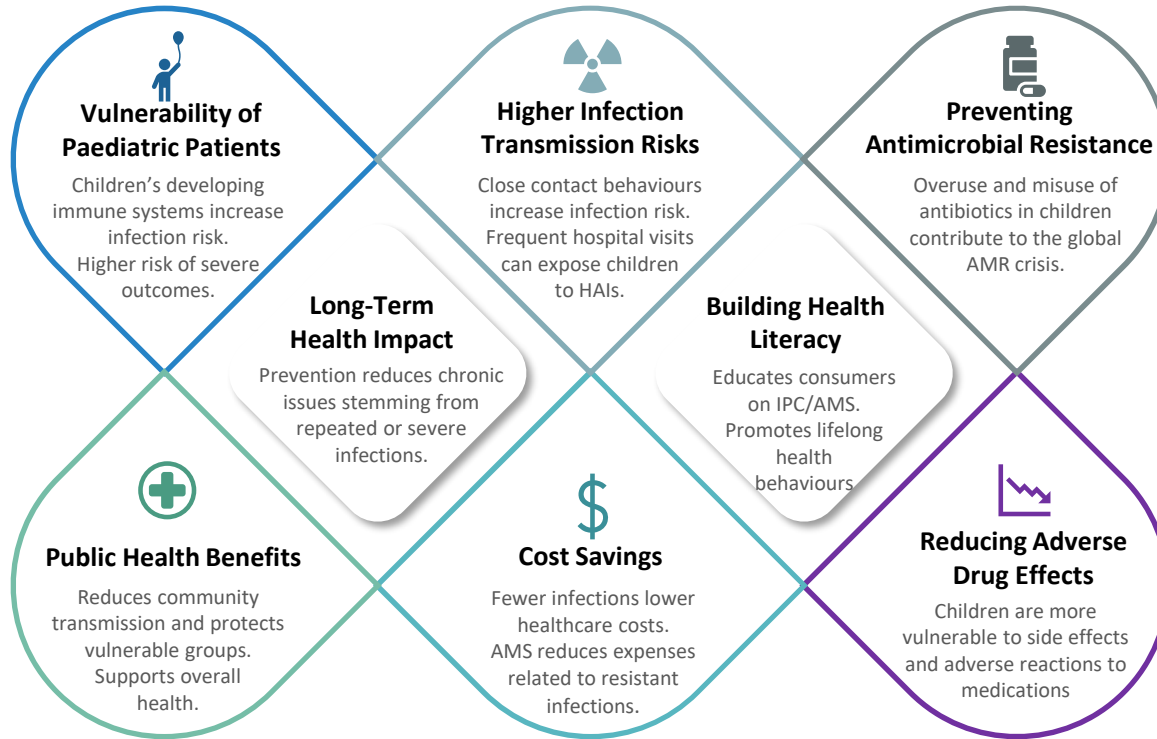 Vulnerability of
Paediatric Patients
Children's developing
immune systems increase
infection risk.
Higher risk of severe
outcomes.
Higher Infection
Transmission Risks
Close contact behaviours
increase infection risk.
Frequent hospital visits
can expose children
to HAIs.
Preventing
Antimicrobial Resistance
Overuse and misuse of
antibiotics in children
contribute to the global
AMR crisis.
Long-Term
Health Impact
Prevention reduces chronic
issues stemming from
repeated or severe
infections.
Building Health
Literacy
Educates consumers
on IPC/AMS.
Promotes lifelong
health
behaviours.
Public Health Benefits
Reduces community
transmission and protects
vulnerable groups.
Supports overall
health.
$
Cost Savings
Fewer infections lower
healthcare costs.
AMS reduces expenses
related to resistant
infections.
Reducing Adverse
Drug Effects
Children are more
vulnerable to side effects
and adverse reactions to
medications